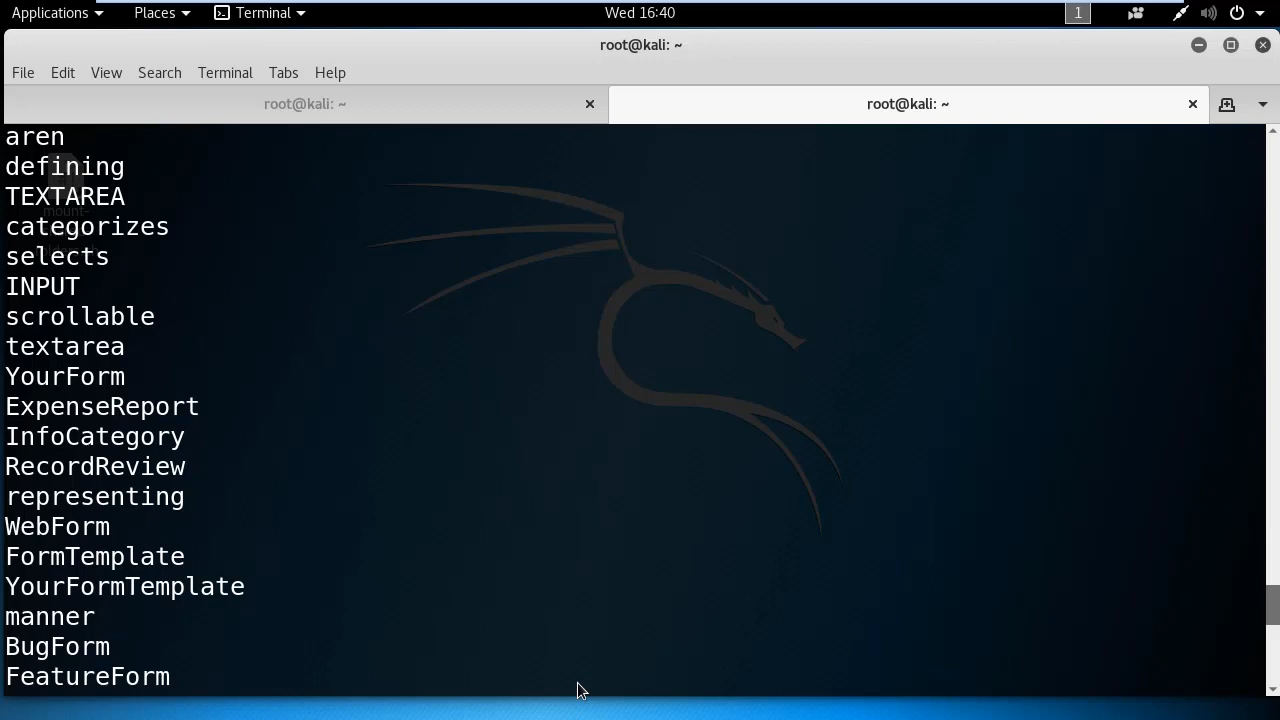 Applications Places Terminal Wed 16:40 1
root@kali: ~
File Edit View Search Terminal Tabs Help
root@kali: ~ root@kali: ~
aren
defining
TEXTAREA
categorizes
selects
INPUT
scrollable
textarea
YourForm
ExpenseReport
InfoCategory
RecordReview
representing
WebForm
FormTemplate
YourFormTemplate
manner
BugForm
FeatureForm